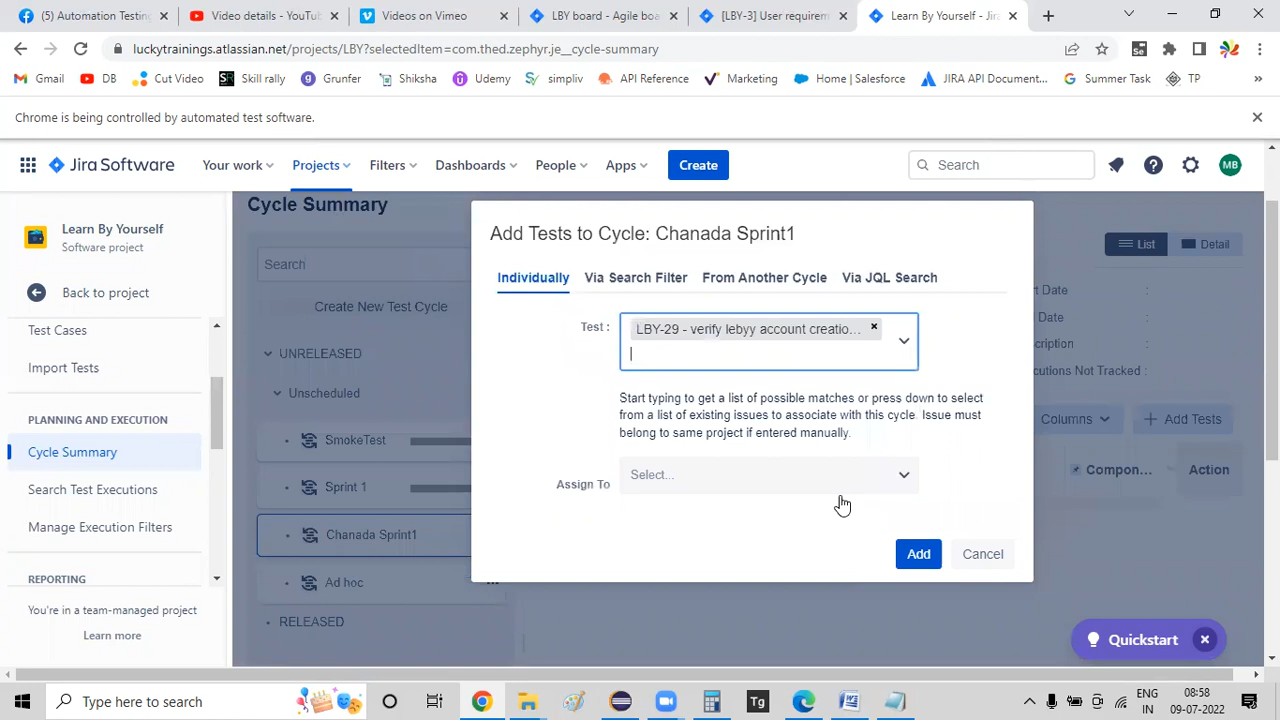 (5) Automation Testing
Video details - YouTu
Videos on Vimeo
LBY board - Agile boa
[LBY-3] User requirem
Learn By Yourself - Jira
luckytrainings.atlassian.net/projects/LBY?selectedItem=com.thed.zephyr.je__cycle-summary
Gmail
DB
Cut Video
Skill rally
Grunfer
Shiksha
Udemy
simpliv
API Reference
Marketing
Home | Salesforce
JIRA API Document...
Summer Task
TP
»
Chrome is being controlled by automated test software.
Jira Software
Your work
Projects
Filters
Dashboards
People
Apps
Create
Search
MB
Learn By Yourself
Software project
Back to project
Test Cases
Import Tests
PLANNING AND EXECUTION
Cycle Summary
Search Test Executions
Manage Execution Filters
REPORTING
You're in a team-managed project
Learn more
Cycle Summary
Search
Create New Test Cycle
UNRELEASED
Unscheduled
SmokeTest
Sprint 1
Chanada Sprint1
Ad hoc
RELEASED
Add Tests to Cycle: Chanada Sprint1
Individually
Via Search Filter
From Another Cycle
Via JQL Search
Test :
LBY-29 - verify lebyy account creatio...
Start typing to get a list of possible matches or press down to select
from a list of existing issues to associate with this cycle. Issue must
belong to same project if entered manually.
Assign To
Select...
Add
Cancel
List
Detail
t Date :
Date :
cription :
cutions Not Tracked :
Columns
Add Tests
Compon...
Action
Quickstart
Type here to search
Tg
ENG
IN
08:58
09-07-2022